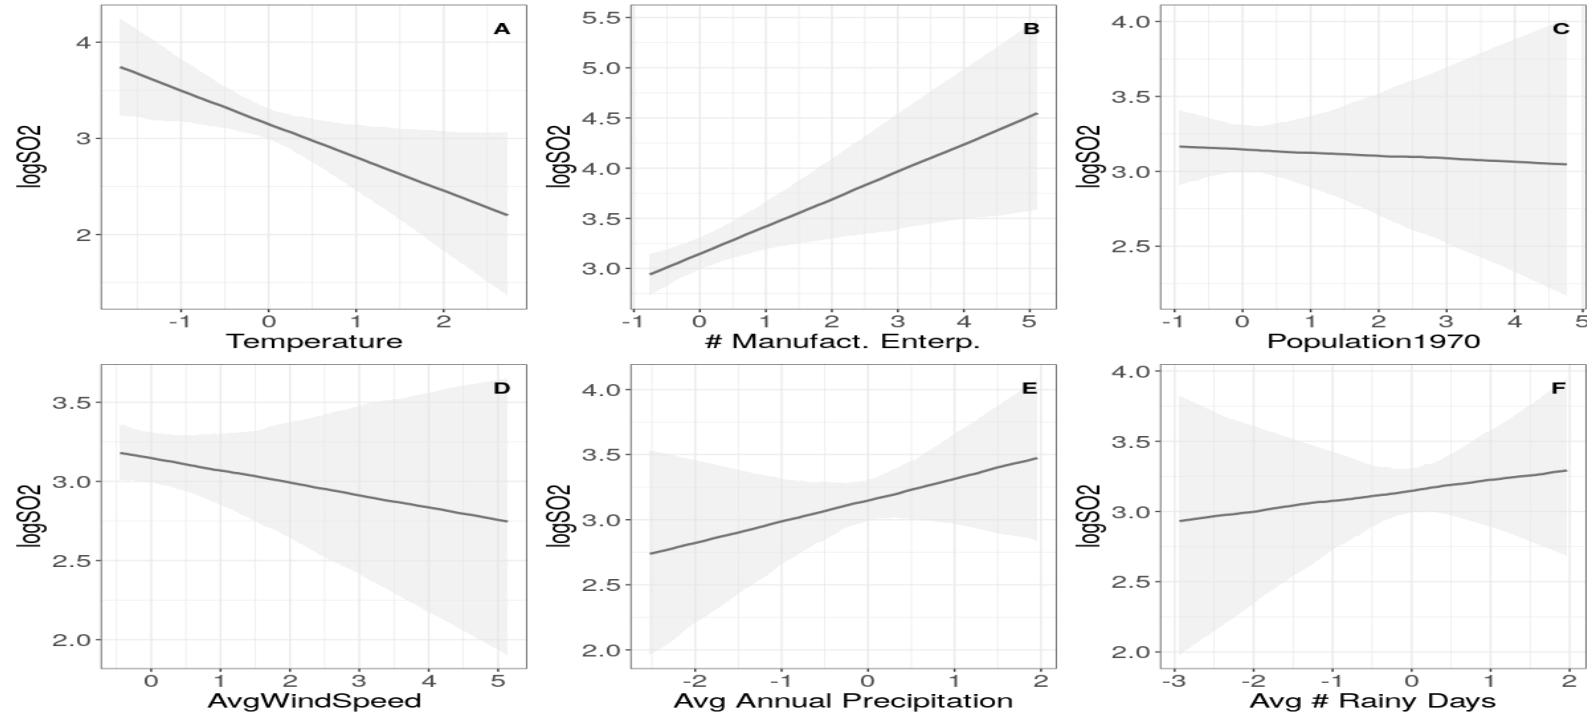 A
4
3
2
-1 0 1 2
Temperature
logSO2
B
5.5
5.0
4.5
4.0
3.5
3.0
-1 0 1 2 3 4 5
# Manufact. Enterp.
logSO2
C
4.0
3.5
3.0
2.5
-1 0 1 2 3 4 5
Population1970
logSO2
D
3.5
3.0
2.5
2.0
0 1 2 3 4 5
AvgWindSpeed
logSO2
E
4.0
3.5
3.0
2.5
2.0
-2 -1 0 1 2
Avg Annual Precipitation
logSO2
F
4.0
3.5
3.0
2.5
2.0
-3 -2 -1 0 1 2
Avg # Rainy Days
logSO2